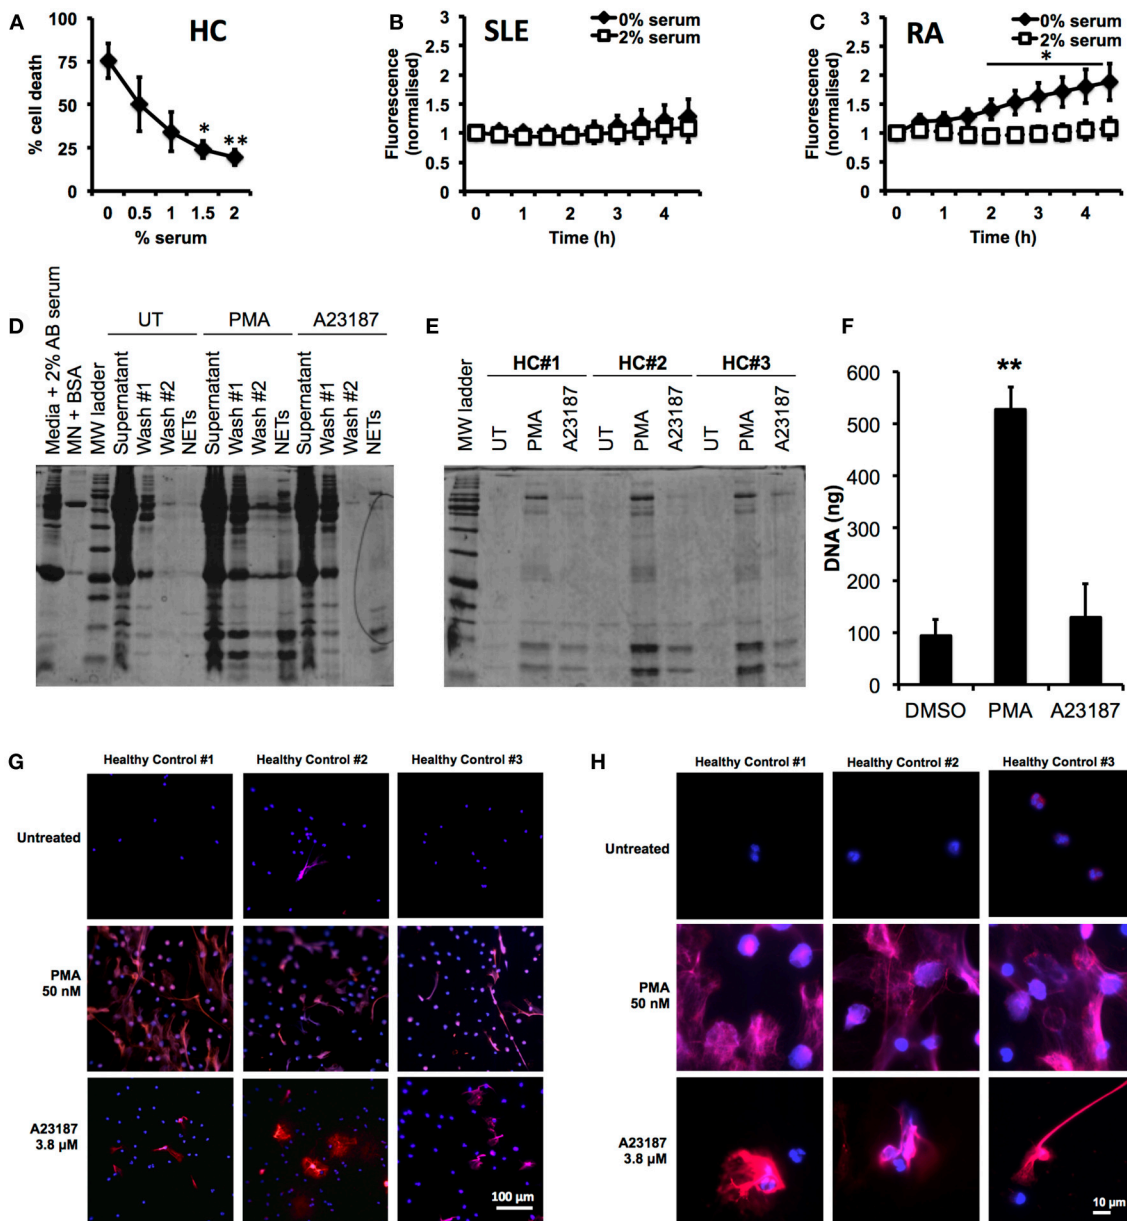 A
HC
100
75
50
25
0
% cell death
*
**
0 0.5 1 1.5 2
% serum
B
SLE
0% serum
2% serum
3
2.5
2
1.5
1
0.5
0
Fluorescence
(normalised)
0 1 2 3 4
Time (h)
C
RA
0% serum
2% serum
*
3
2.5
2
1.5
1
0.5
0
Fluorescence
(normalised)
0 1 2 3 4
Time (h)
D
UT PMA A23187
Media + 2% AB serum
MN + BSA
MW ladder
Supernatant
Wash #1
Wash #2
NETs
Supernatant
Wash #1
Wash #2
NETs
Supernatant
Wash #1
Wash #2
NETs
E
HC#1 HC#2 HC#3
MW ladder
UT
PMA
A23187
UT
PMA
A23187
UT
PMA
A23187
F
**
600
500
400
300
200
100
0
DNA (ng)
DMSO PMA A23187
G
Healthy Control #1 Healthy Control #2 Healthy Control #3
Untreated
PMA
50 nM
A23187
3.8 µM
100 µm
H
Healthy Control #1 Healthy Control #2 Healthy Control #3
Untreated
PMA
50 nM
A23187
3.8 µM
10 µm